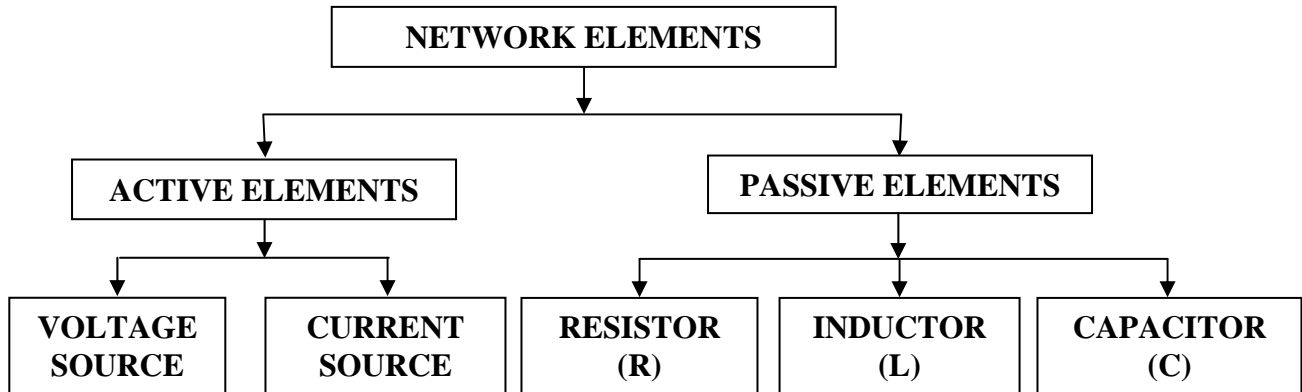 NETWORK ELEMENTS
ACTIVE ELEMENTS
PASSIVE ELEMENTS
VOLTAGE
SOURCE
CURRENT
SOURCE
RESISTOR
(R)
INDUCTOR
(L)
CAPACITOR
(C)